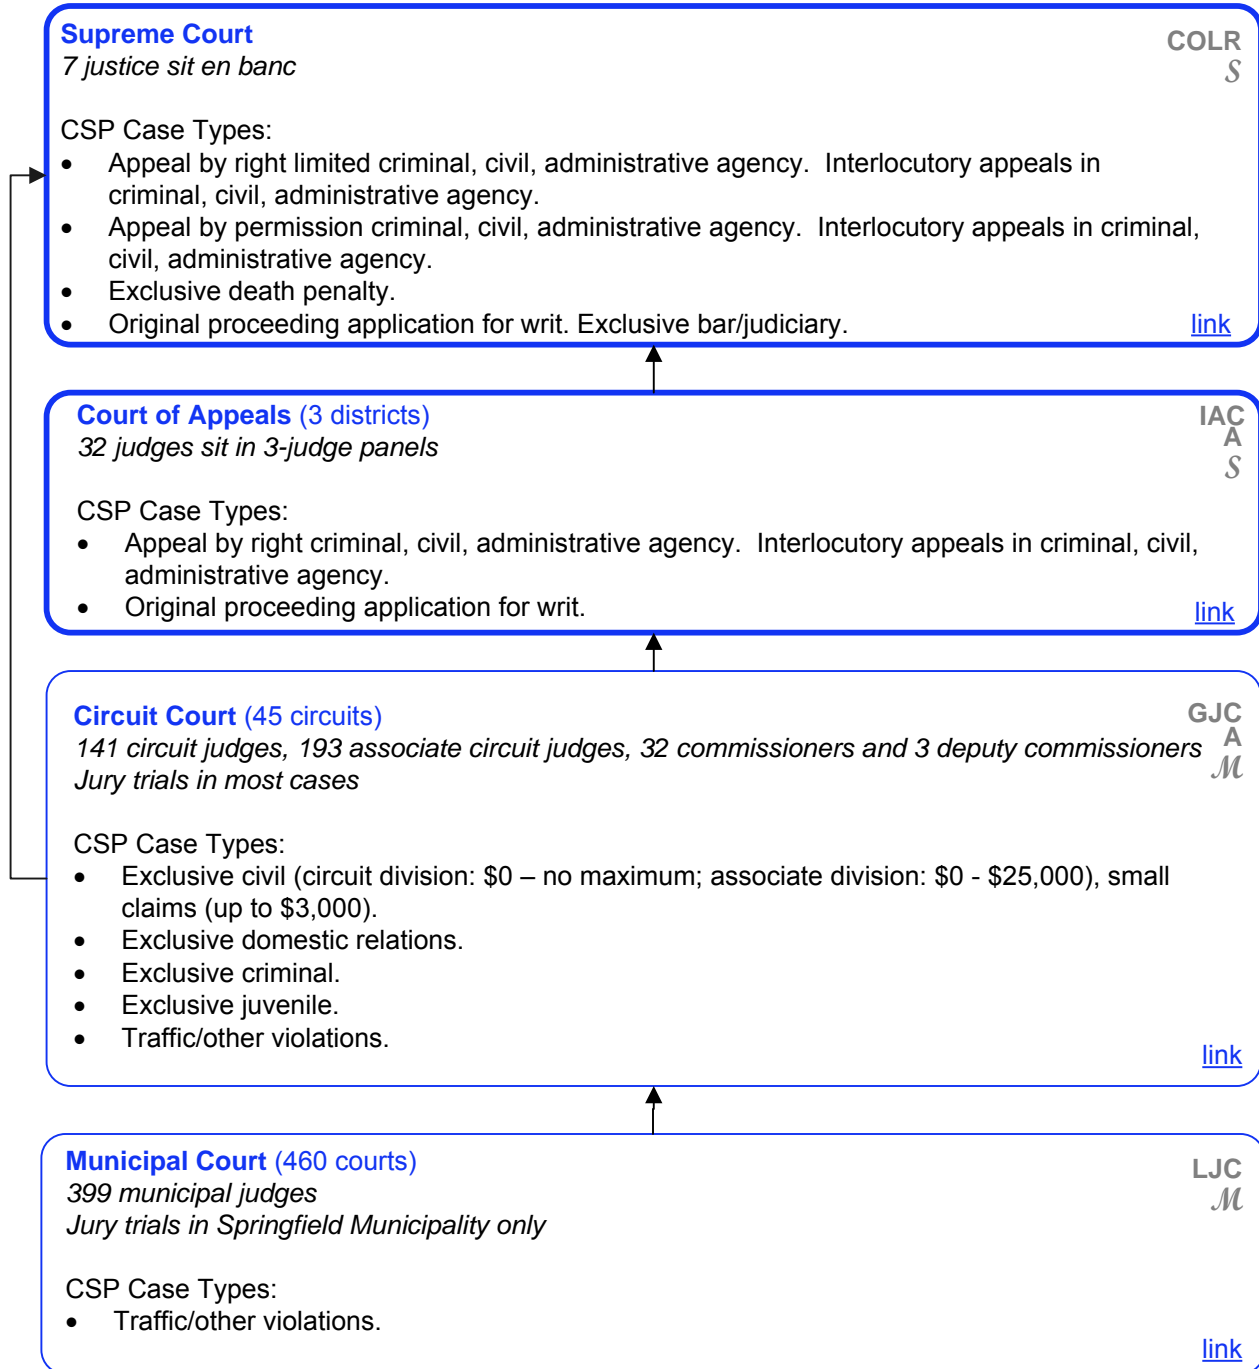 Supreme Court
COLR
7 justice sit en banc
S
CSP Case Types:
• Appeal by right limited criminal, civil, administrative agency.  Interlocutory appeals in
criminal, civil, administrative agency.
• Appeal by permission criminal, civil, administrative agency.  Interlocutory appeals in criminal,
civil, administrative agency.
• Exclusive death penalty.
• Original proceeding application for writ. Exclusive bar/judiciary.
link
Court of Appeals (3 districts)
IAC
32 judges sit in 3-judge panels
A
S
CSP Case Types:
• Appeal by right criminal, civil, administrative agency.  Interlocutory appeals in criminal, civil,
administrative agency.
• Original proceeding application for writ.
link
Circuit Court (45 circuits)
GJC
141 circuit judges, 193 associate circuit judges, 32 commissioners and 3 deputy commissioners
A
Jury trials in most cases
M
CSP Case Types:
• Exclusive civil (circuit division: $0 – no maximum; associate division: $0 - $25,000), small
claims (up to $3,000).
• Exclusive domestic relations.
• Exclusive criminal.
• Exclusive juvenile.
• Traffic/other violations.
link
Municipal Court (460 courts)
LJC
399 municipal judges
M
Jury trials in Springfield Municipality only
CSP Case Types:
• Traffic/other violations.
link